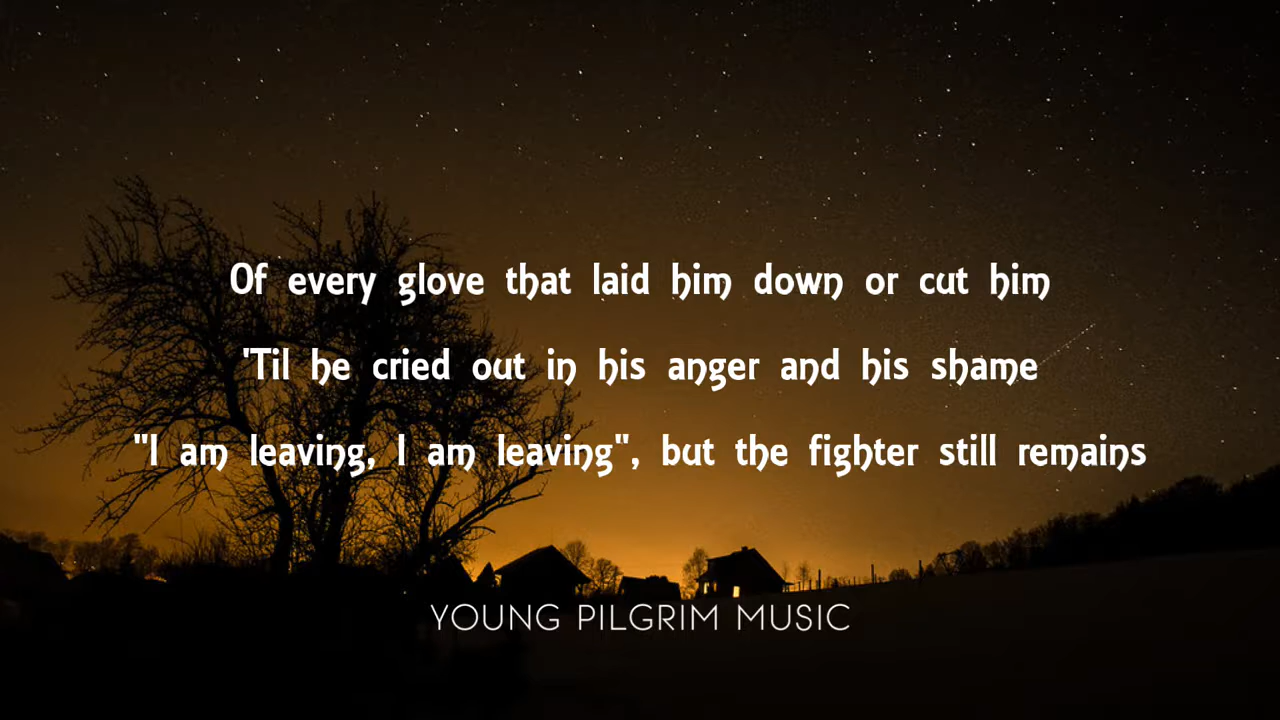 Of every glove that laid him down or cut him
'Til he cried out in his anger and his shame
"I am leaving, I am leaving", but the fighter still remains
YOUNG PILGRIM MUSIC